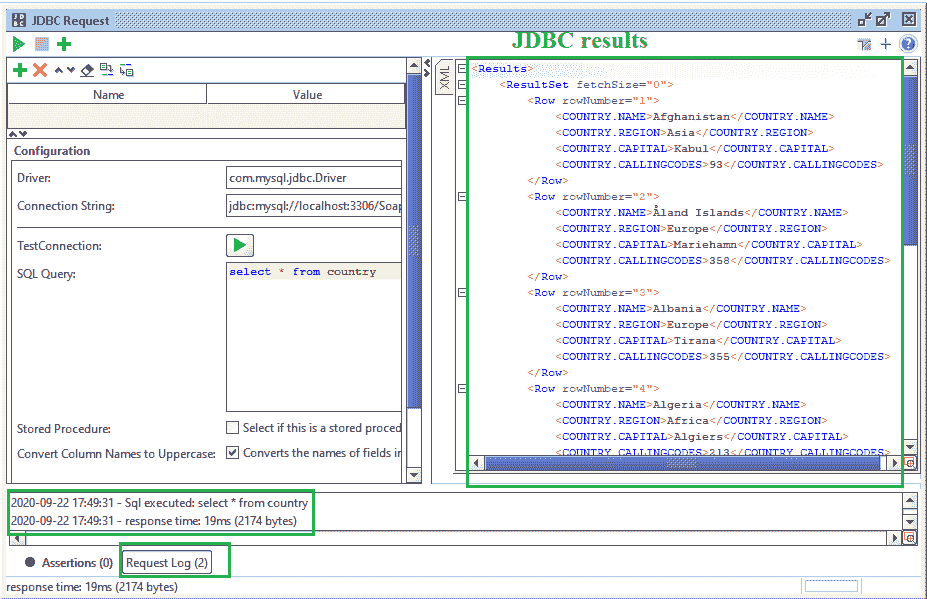 JDBC Request
JDBC results
Name Value
Configuration
Driver: com.mysql.jdbc.Driver
Connection String: jdbc:mysql://localhost:3306/Soap
TestConnection:
SQL Query: select * from country
Stored Procedure: Select if this is a stored proced
Convert Column Names to Uppercase: Converts the names of fields in
XML
<Results>
<ResultSet fetchSize="0">
<Row rowNumber="1">
<COUNTRY.NAME>Afghanistan</COUNTRY.NAME>
<COUNTRY.REGION>Asia</COUNTRY.REGION>
<COUNTRY.CAPITAL>Kabul</COUNTRY.CAPITAL>
<COUNTRY.CALLINGCODES>93</COUNTRY.CALLINGCODES>
</Row>
<Row rowNumber="2">
<COUNTRY.NAME>Åland Islands</COUNTRY.NAME>
<COUNTRY.REGION>Europe</COUNTRY.REGION>
<COUNTRY.CAPITAL>Mariehamn</COUNTRY.CAPITAL>
<COUNTRY.CALLINGCODES>358</COUNTRY.CALLINGCODES>
</Row>
<Row rowNumber="3">
<COUNTRY.NAME>Albania</COUNTRY.NAME>
<COUNTRY.REGION>Europe</COUNTRY.REGION>
<COUNTRY.CAPITAL>Tirana</COUNTRY.CAPITAL>
<COUNTRY.CALLINGCODES>355</COUNTRY.CALLINGCODES>
</Row>
<Row rowNumber="4">
<COUNTRY.NAME>Algeria</COUNTRY.NAME>
<COUNTRY.REGION>Africa</COUNTRY.REGION>
<COUNTRY.CAPITAL>Algiers</COUNTRY.CAPITAL>
<COUNTRY.CALLINGCODES>213</COUNTRY.CALLINGCODES>
2020-09-22 17:49:31 - Sql executed: select * from country
2020-09-22 17:49:31 - response time: 19ms (2174 bytes)
Assertions (0) Request Log (2)
response time: 19ms (2174 bytes)